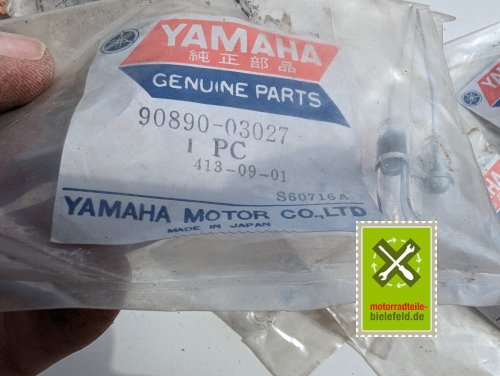 YAMAHA
純正部品
GENUINE PARTS
90890-03027
1 PC
413-09-01
S60716A
YAMAHA MOTOR CO.,LTD
MADE IN JAPAN
motorradteile-
bielefeld.de